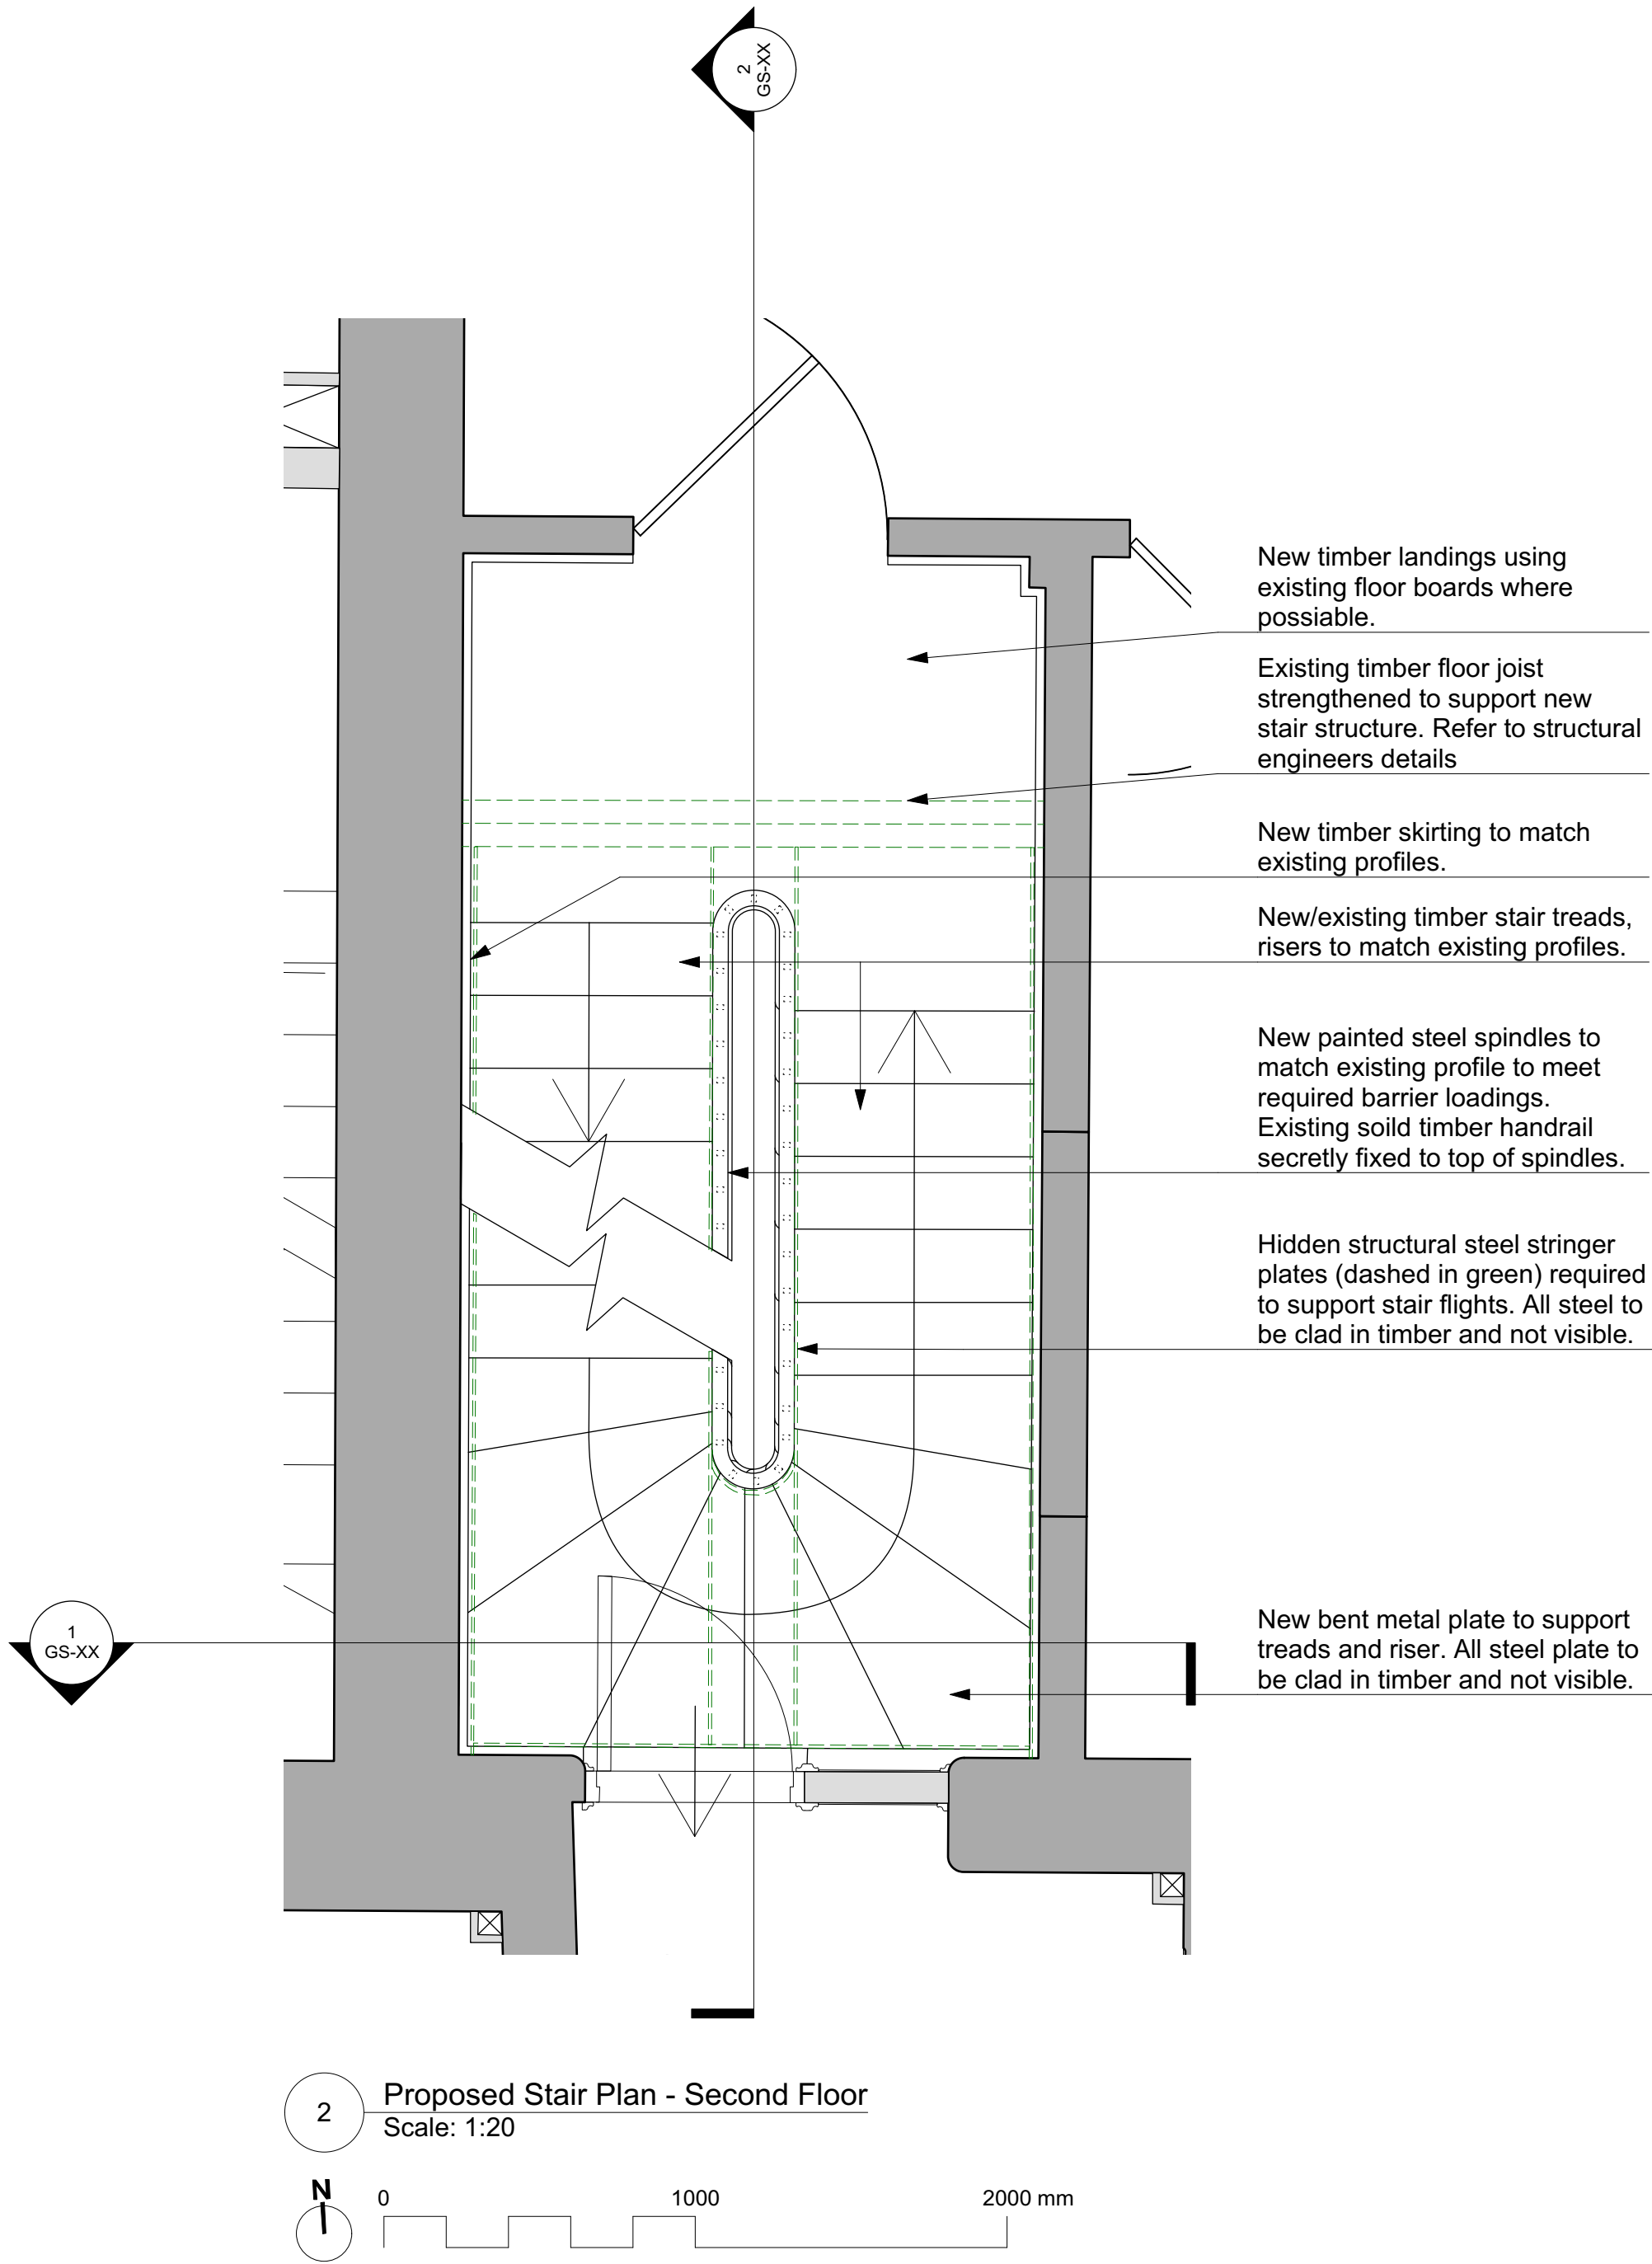 2
GS-XX
New timber landings using
existing floor boards where
possiable.
Existing timber floor joist
strengthened to support new
stair structure. Refer to structural
engineers details
New timber skirting to match
existing profiles.
New/existing timber stair treads,
risers to match existing profiles.
New painted steel spindles to
match existing profile to meet
required barrier loadings.
Existing soild timber handrail
secretly fixed to top of spindles.
Hidden structural steel stringer
plates (dashed in green) required
to support stair flights. All steel to
be clad in timber and not visible.
1
GS-XX
New bent metal plate to support
treads and riser. All steel plate to
be clad in timber and not visible.
2
Proposed Stair Plan - Second Floor
Scale: 1:20
N
0 1000 2000 mm